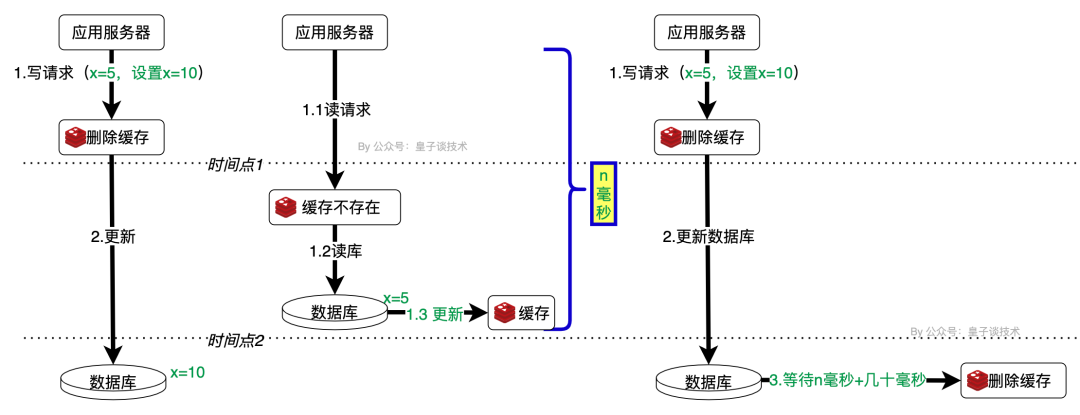 应用服务器
1.写请求（x=5，设置x=10）
删除缓存
时间点1
2.更新
时间点2
数据库
x=10
应用服务器
1.1读请求
By 公众号：皇子谈技术
缓存不存在
1.2读库
数据库
x=5
1.3 更新
缓存
n
毫
秒
应用服务器
1.写请求（x=5，设置x=10）
删除缓存
2.更新数据库
By 公众号：皇子谈技术
数据库
3.等待n毫秒+几十毫秒
删除缓存